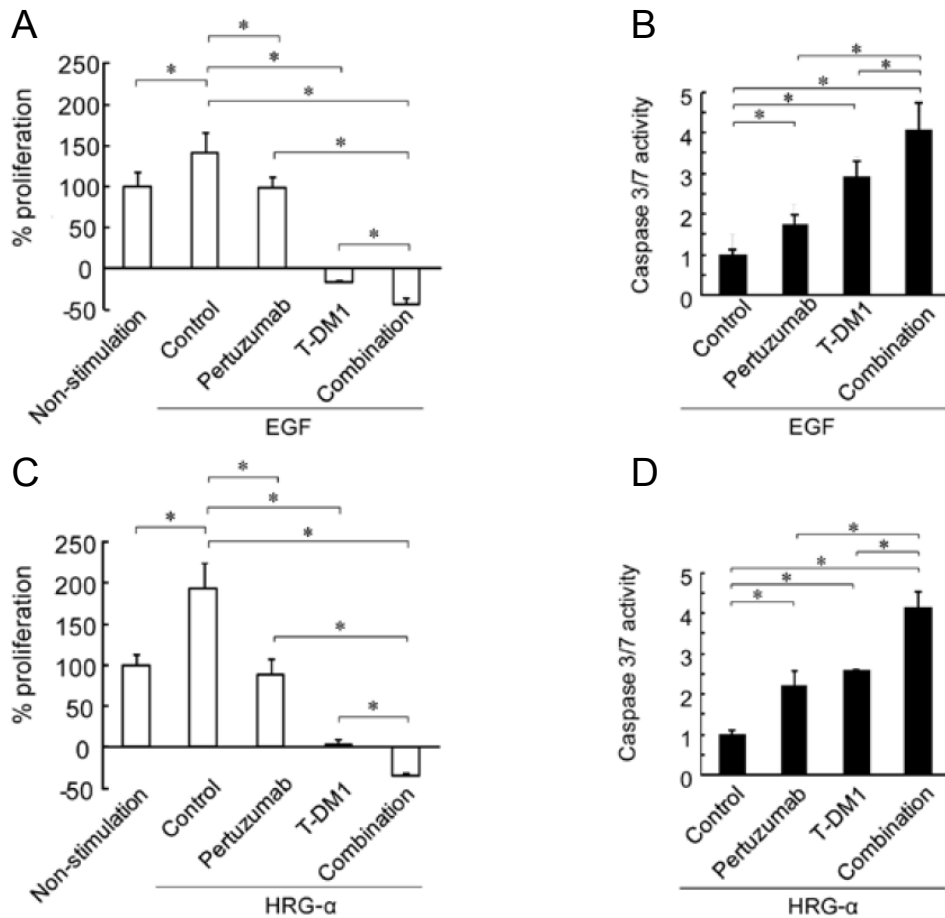 A
% proliferation
250
200
150
100
50
0
-50
*
*
*
*
*
*
Non-stimulation
Control
Pertuzumab
T-DM1
Combination
EGF
B
Caspase 3/7 activity
5
4
3
2
1
0
*
*
*
*
*
Control
Pertuzumab
T-DM1
Combination
EGF
C
% proliferation
250
200
150
100
50
0
-50
*
*
*
*
*
*
Non-stimulation
Control
Pertuzumab
T-DM1
Combination
HRG-α
D
Caspase 3/7 activity
5
4
3
2
1
0
*
*
*
*
*
Control
Pertuzumab
T-DM1
Combination
HRG-α